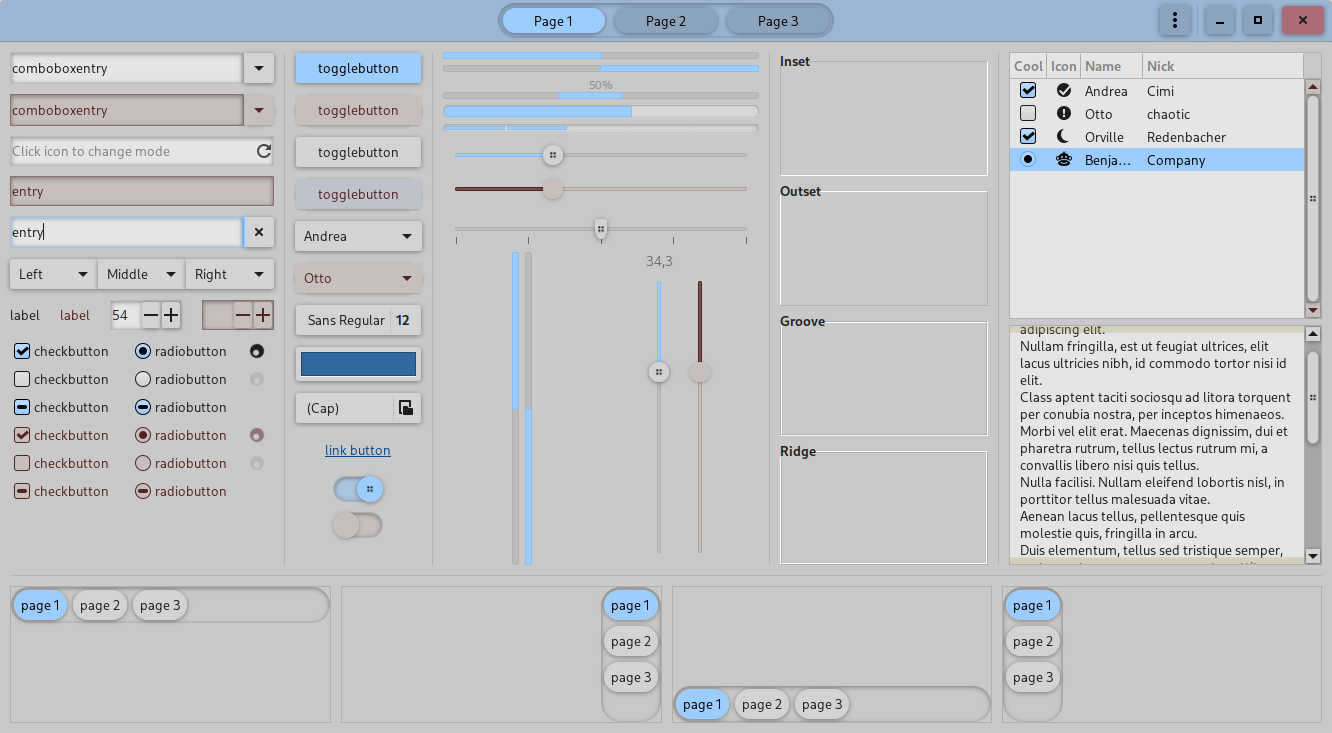 Page 1 Page 2 Page 3
comboboxentry
comboboxentry
Click icon to change mode
entry
entry
Left Middle Right
label label 54
checkbutton radiobutton
checkbutton radiobutton
checkbutton radiobutton
checkbutton radiobutton
checkbutton radiobutton
checkbutton radiobutton
togglebutton
togglebutton
togglebutton
togglebutton
Andrea
Otto
Sans Regular 12
(Cap)
link button
50%
34,3
Inset
Outset
Groove
Ridge
Cool Icon Name Nick
Andrea Cimi
Otto chaotic
Orville Redenbacher
Benja... Company
adipiscing elit.
Nullam fringilla, est ut feugiat ultrices, elit
lacus ultricies nibh, id commodo tortor nisi id
elit.
Class aptent taciti sociosqu ad litora torquent
per conubia nostra, per inceptos himenaeos.
Morbi vel elit erat. Maecenas dignissim, dui et
pharetra rutrum, tellus lectus rutrum mi, a
convallis libero nisi quis tellus.
Nulla facilisi. Nullam eleifend lobortis nisl, in
porttitor tellus malesuada vitae.
Aenean lacus tellus, pellentesque quis
molestie quis, fringilla in arcu.
Duis elementum, tellus sed tristique semper,
page 1 page 2 page 3
page 1
page 2
page 3
page 1 page 2 page 3
page 1
page 2
page 3